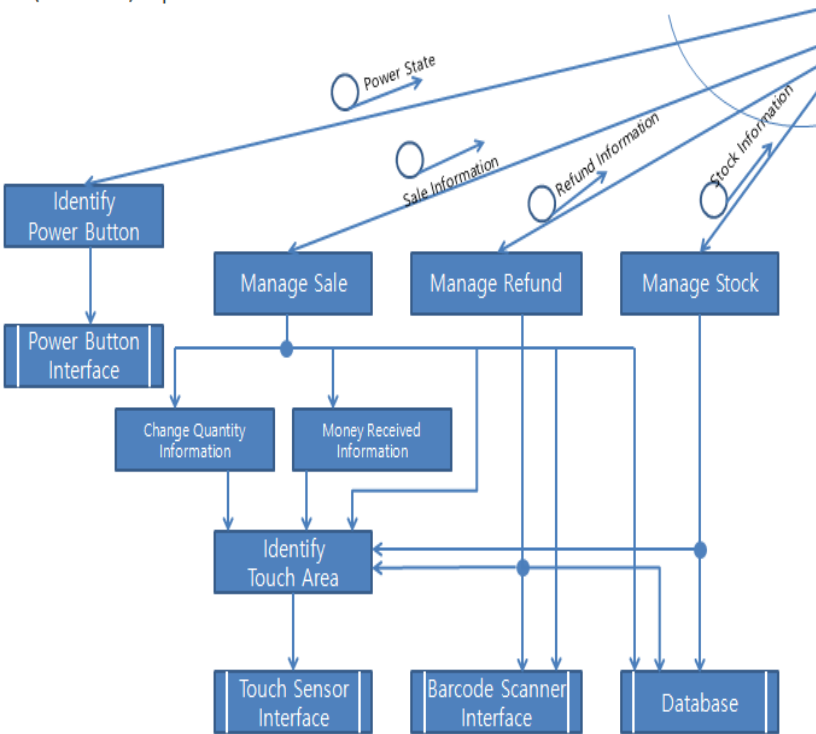 Power State
Sale Information
Refund Information
Stock Information
Identify
Power Button
Manage Sale
Manage Refund
Manage Stock
Power Button
Interface
Change Quantity
Information
Money Received
Information
Identify
Touch Area
Touch Sensor
Interface
Barcode Scanner
Interface
Database